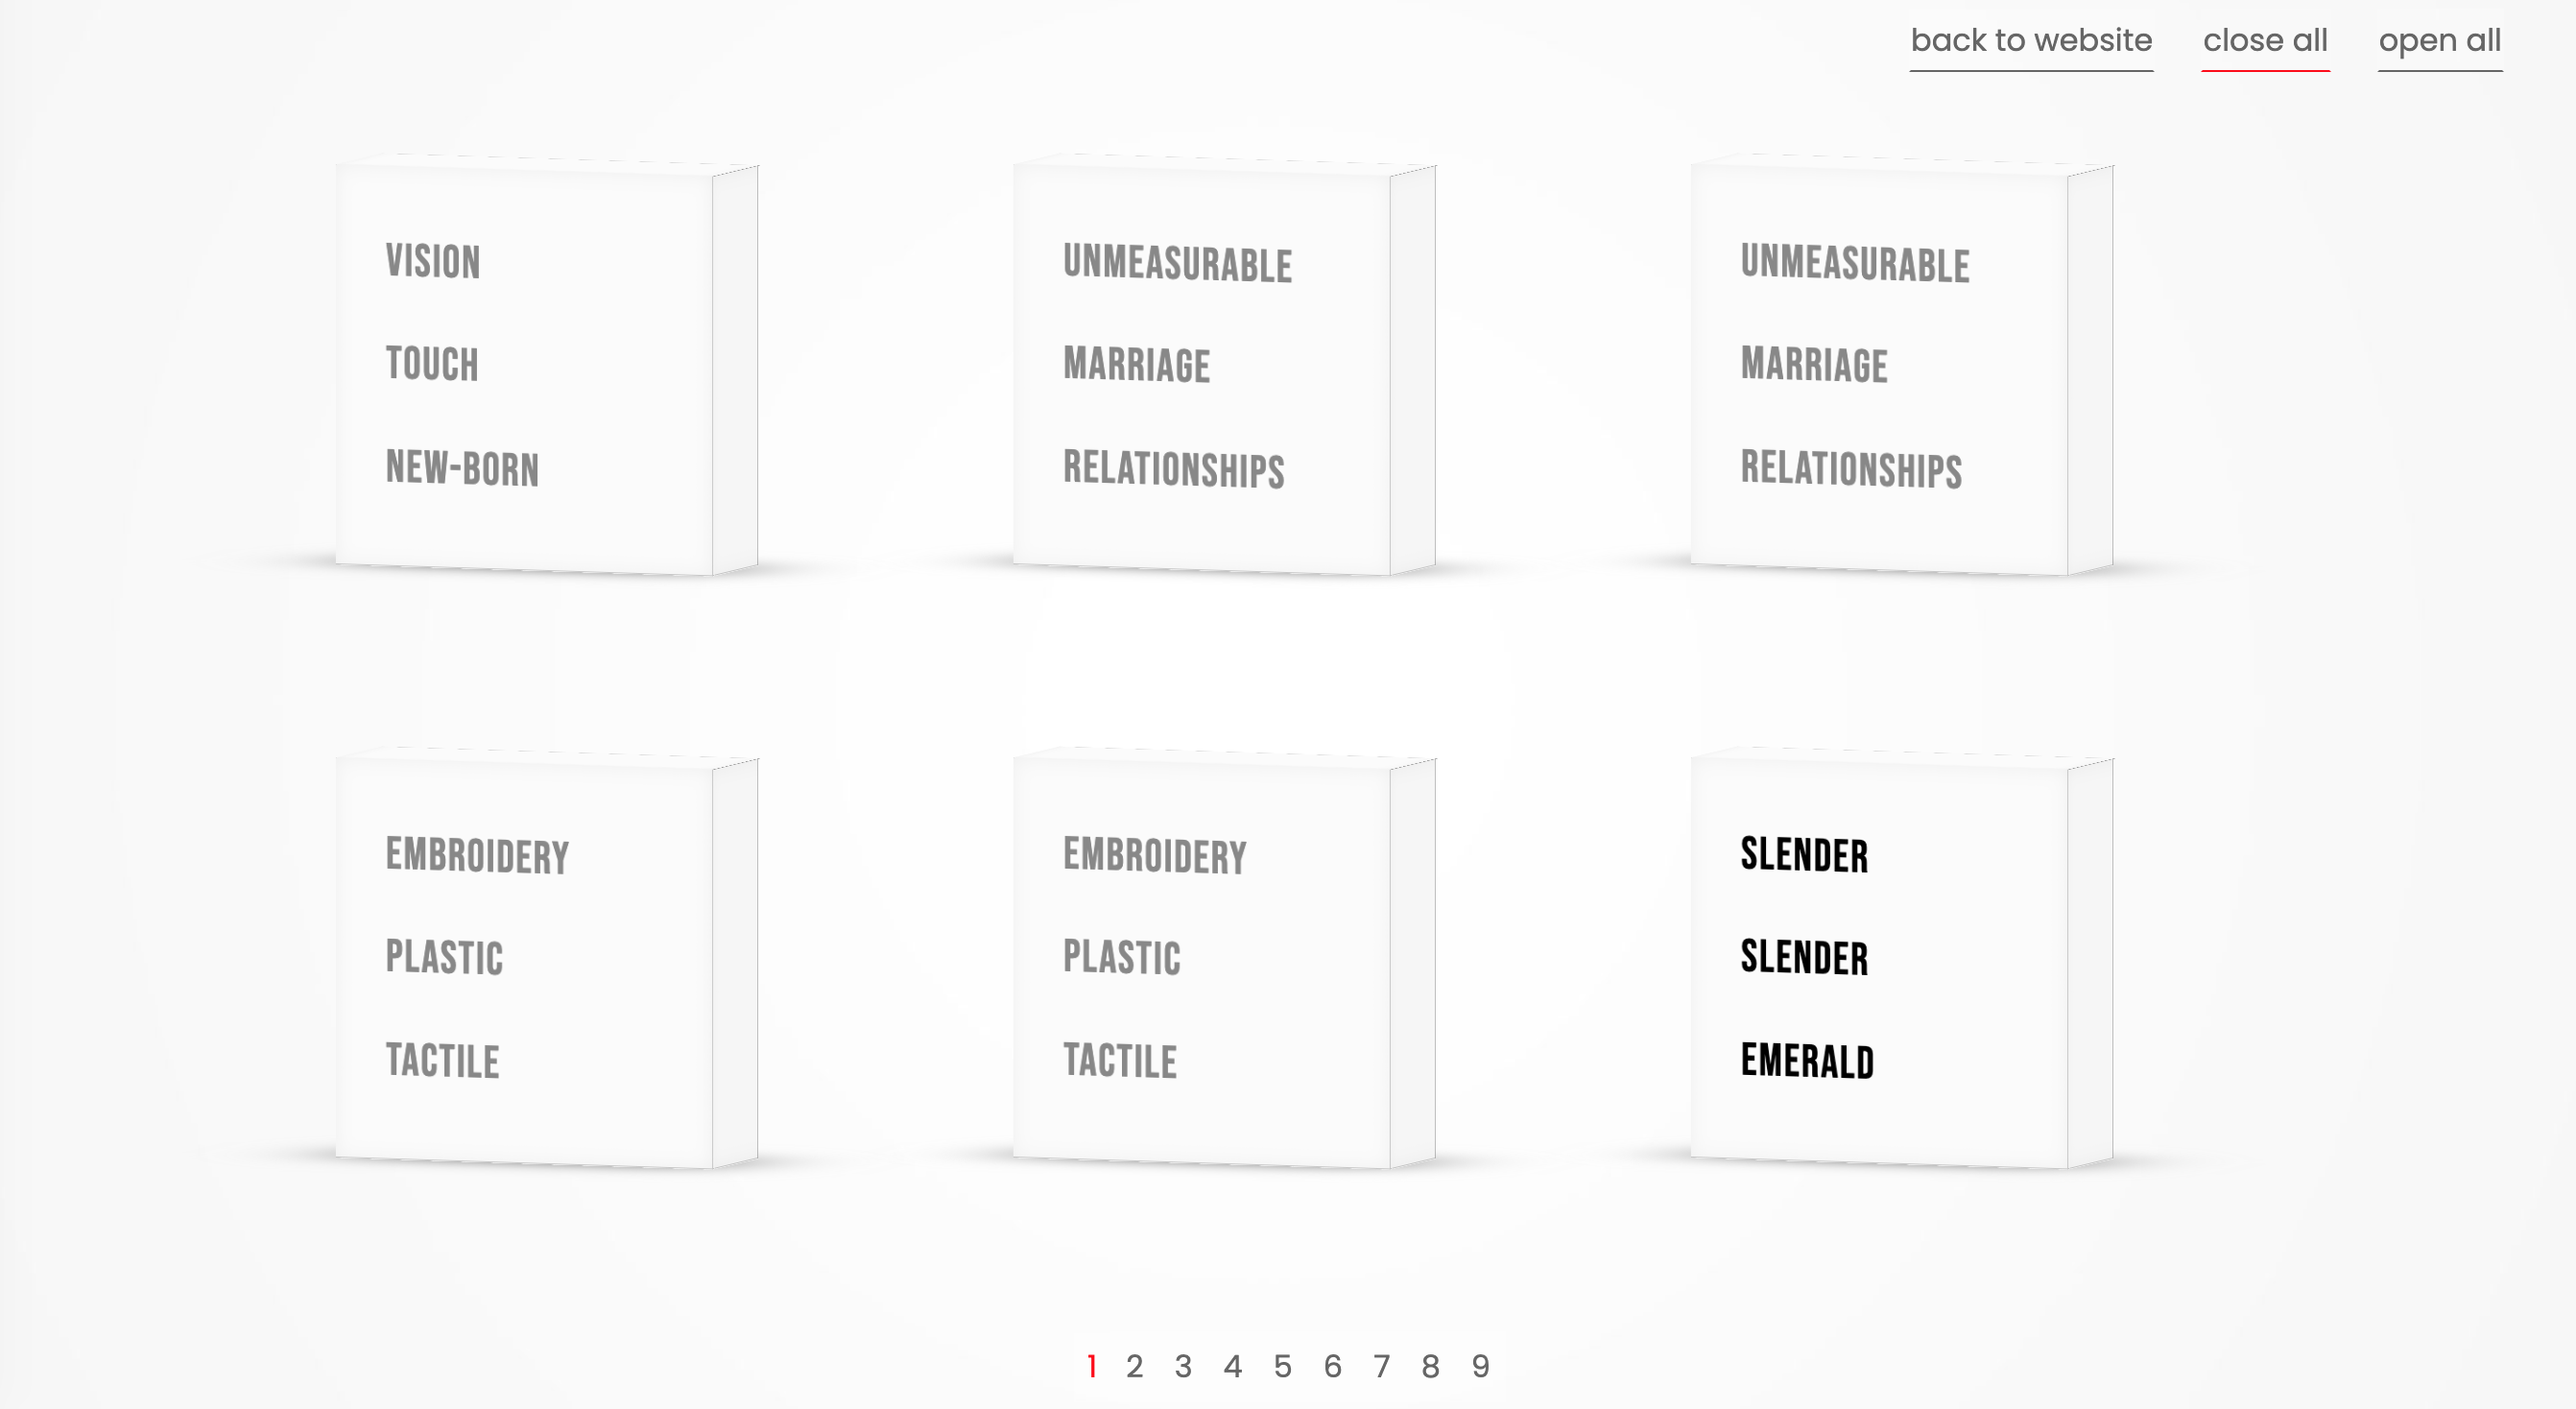 back to website close all open all
VISION
TOUCH
NEW-BORN
UNMEASURABLE
MARRIAGE
RELATIONSHIPS
UNMEASURABLE
MARRIAGE
RELATIONSHIPS
EMBROIDERY
PLASTIC
TACTILE
EMBROIDERY
PLASTIC
TACTILE
SLENDER
SLENDER
EMERALD
1 2 3 4 5 6 7 8 9